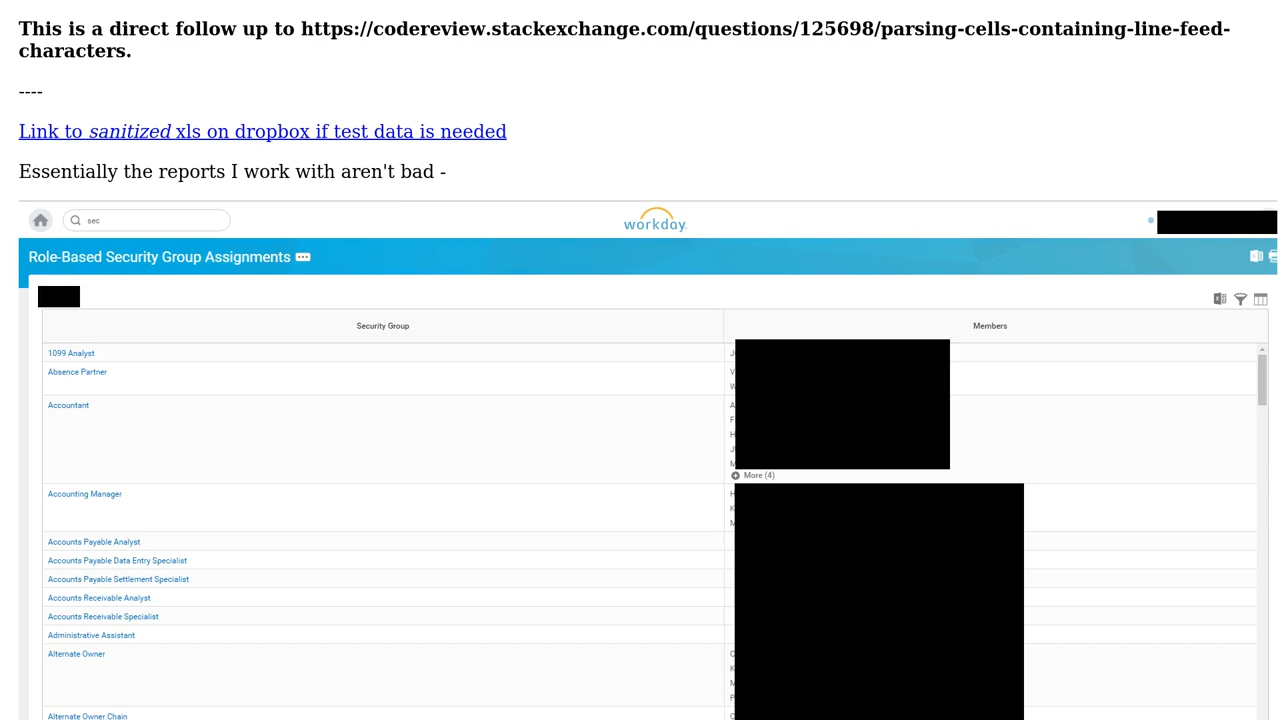 This is a direct follow up to https://codereview.stackexchange.com/questions/125698/parsing-cells-containing-line-feed-
characters.
----
Link to sanitized xls on dropbox if test data is needed
Essentially the reports I work with aren't bad -
sec
workday.
Role-Based Security Group Assignments
Security Group
Members
1099 Analyst
Absence Partner
Accountant
More (4)
Accounting Manager
Accounts Payable Analyst
Accounts Payable Data Entry Specialist
Accounts Payable Settlement Specialist
Accounts Receivable Analyst
Accounts Receivable Specialist
Administrative Assistant
Alternate Owner
Alternate Owner Chain